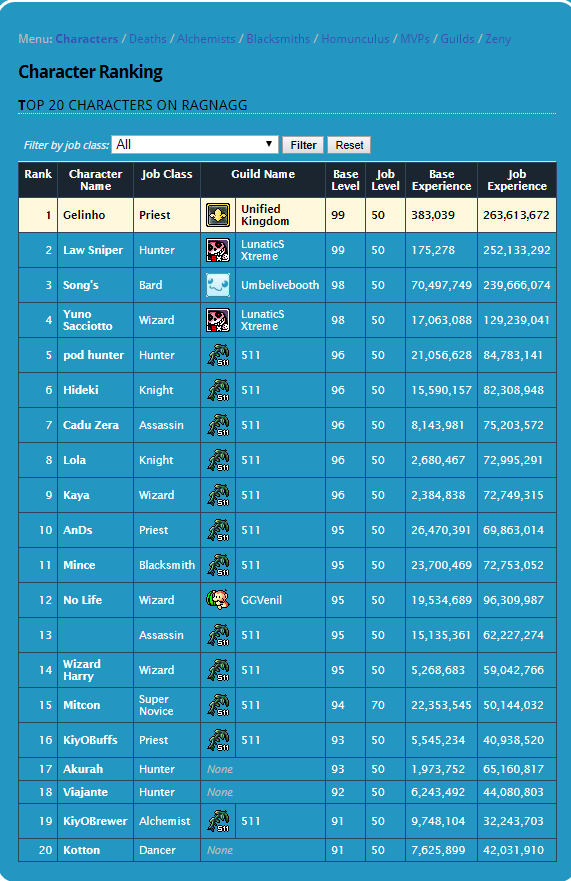 Menu: Characters / Deaths / Alchemists / Blacksmiths / Homunculus / MVPs / Guilds / Zeny
Character Ranking
TOP 20 CHARACTERS ON RAGNAGG
Filter by job class: All Filter Reset
Rank Character Name Job Class Guild Name Base Level Job Level Base Experience Job Experience
1 Gelinho Priest Unified Kingdom 99 50 383,039 263,613,672
2 Law Sniper Hunter LunaticS Xtreme 99 50 175,278 252,133,292
3 Song's Bard Umbelivebooth 98 50 70,497,749 239,666,074
4 Yuno Sacciotto Wizard LunaticS Xtreme 98 50 17,063,088 129,239,041
5 pod hunter Hunter 511 511 96 50 21,056,628 84,783,141
6 Hideki Knight 511 511 96 50 15,590,157 82,308,948
7 Cadu Zera Assassin 511 511 96 50 8,143,981 75,203,572
8 Lola Knight 511 511 96 50 2,680,467 72,995,291
9 Kaya Wizard 511 511 96 50 2,384,838 72,749,315
10 AnDs Priest 511 511 95 50 26,470,391 69,863,014
11 Mince Blacksmith 511 511 95 50 23,700,469 72,753,052
12 No Life Wizard GGVenil 95 50 19,534,689 96,309,987
13 Assassin 511 511 95 50 15,135,361 62,227,274
14 Wizard Harry Wizard 511 511 95 50 5,268,683 59,042,766
15 Mitcon Super Novice 511 511 94 70 22,353,545 50,144,032
16 KiyOBuffs Priest 511 511 93 50 5,545,234 40,938,520
17 Akurah Hunter None 93 50 1,973,752 65,160,817
18 Viajante Hunter None 92 50 6,243,492 44,080,803
19 KiyOBrewer Alchemist 511 511 91 50 9,748,104 32,243,703
20 Kotton Dancer None 91 50 7,625,899 42,031,910